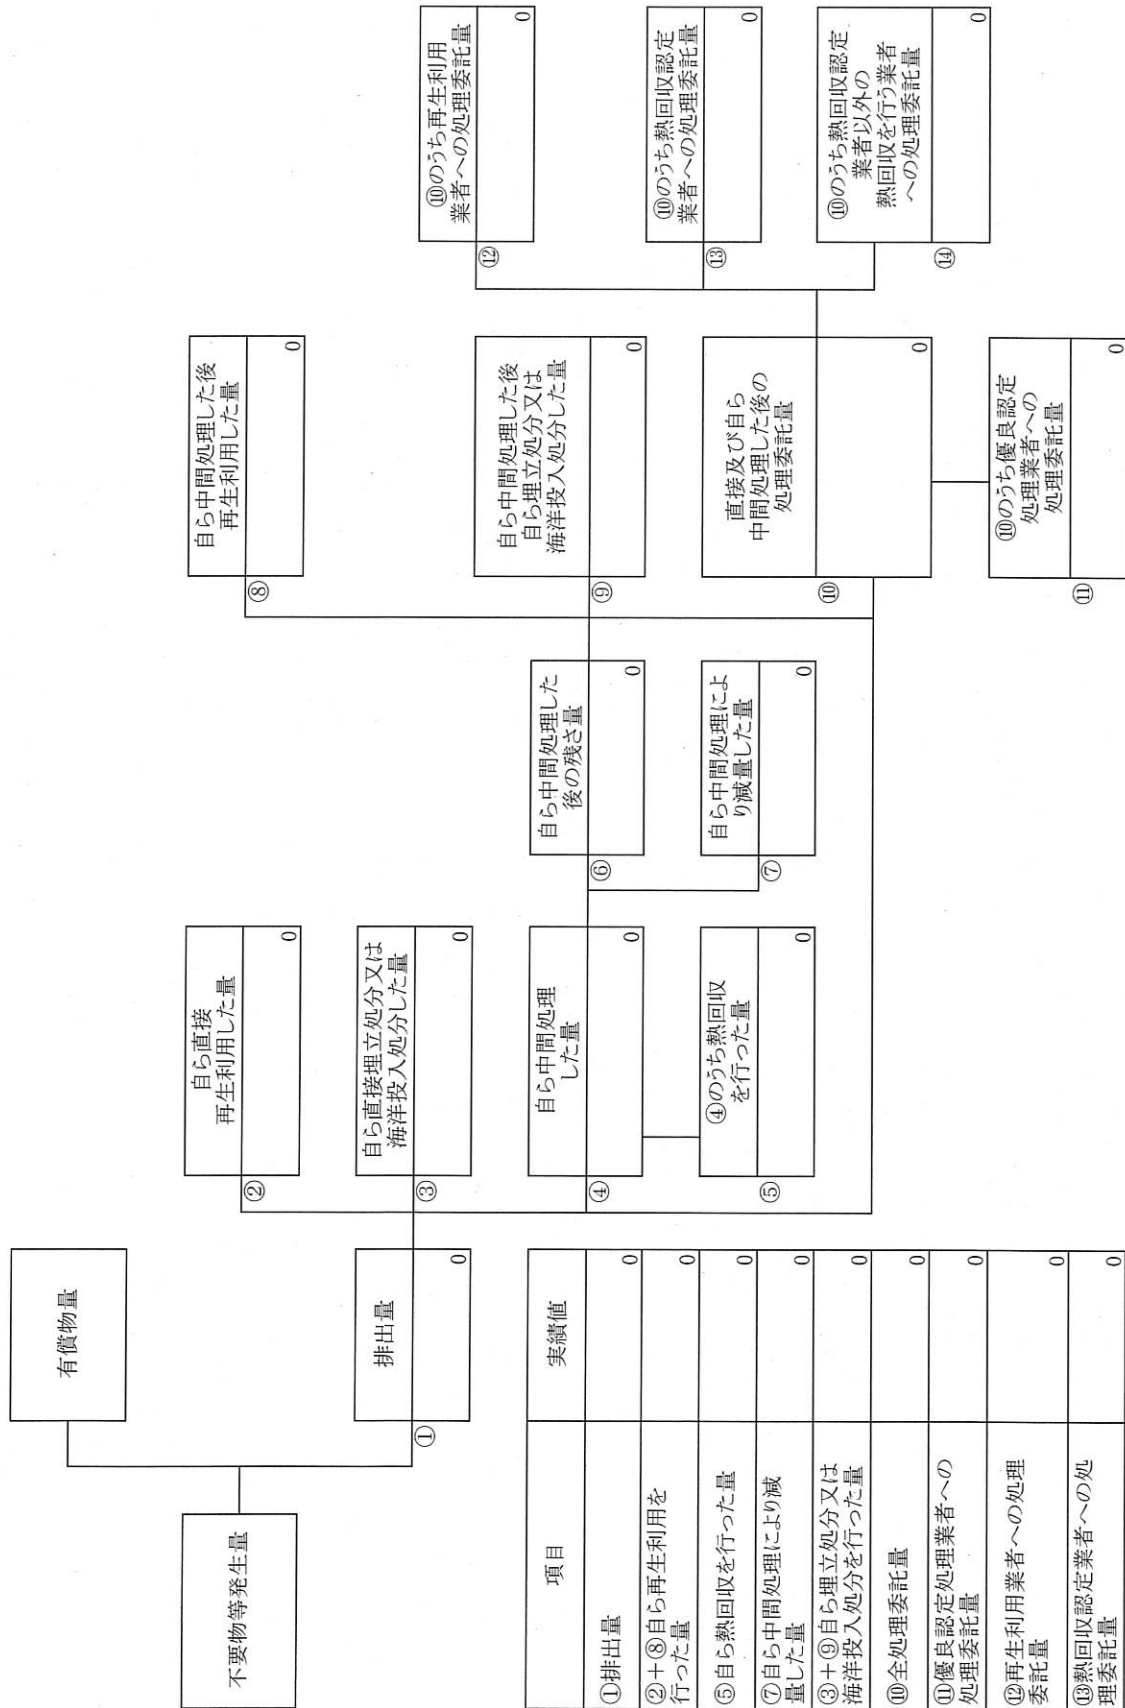 不要物等発生量
有償物量
①
排出量
0
②
自ら直接
再生利用した量
0
③
自ら直接埋立処分又は
海洋投入処分した量
0
④
自ら中間処理
した量
0
⑤
④のうち熱回収
を行った量
0
⑥
自ら中間処理した
後の残さ量
0
⑦
自ら中間処理によ
り減量した量
0
⑧
自ら中間処理した後
再生利用した量
0
⑨
自ら中間処理した後
自ら埋立処分又は
海洋投入処分した量
0
⑩
直接及び自ら
中間処理した後の
処理委託量
0
⑪
⑩のうち優良認定
処理業者への
処理委託量
0
⑫
⑩のうち再生利用
業者への処理委託量
0
⑬
⑩のうち熱回収認定
業者への処理委託量
0
⑭
⑩のうち熱回収認定
業者以外の
熱回収を行う業者
への処理委託量
0
項目 実績値
①排出量 0
②+⑧自ら再生利用を
行った量 0
⑤自ら熱回収を行った量 0
⑦自ら中間処理により減
量した量 0
③+⑨自ら埋立処分又は
海洋投入処分を行った量 0
⑩全処理委託量 0
⑪優良認定処理業者への
処理委託量 0
⑫再生利用業者への処理
委託量 0
⑬熱回収認定業者への処
理委託量 0